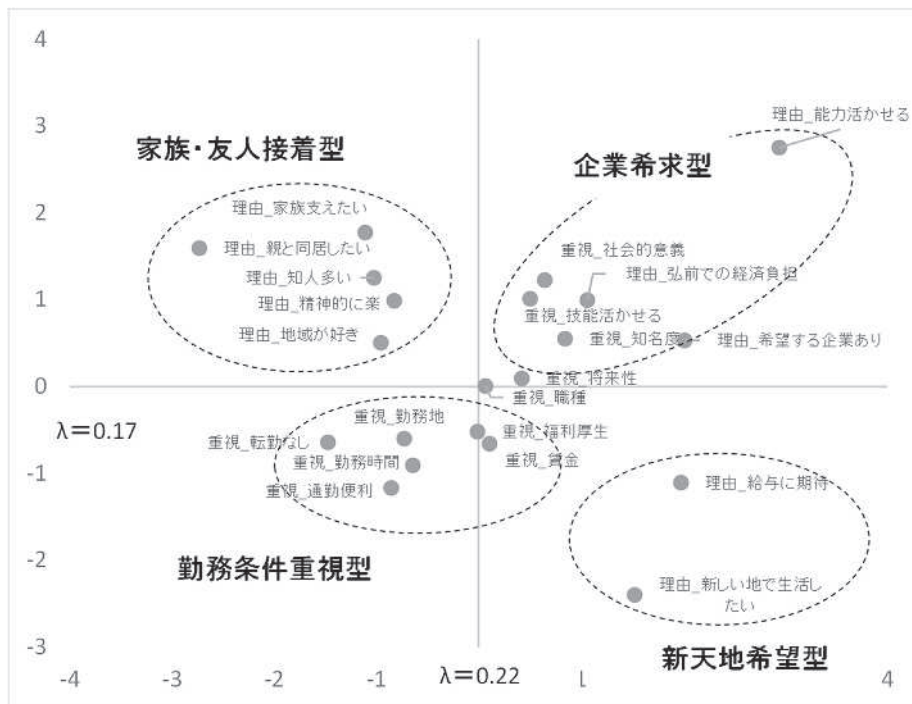 4
3
2
1
0
-1
-2
-3
-4
-3
-2
-1
4
λ=0.17
λ=0.22
家族・友人接着型
理由_家族支えたい
理由_親と同居したい
理由_知人多い
理由_精神的に楽
理由_地域が好き
企業希求型
理由_能力活かせる
重視_社会的意義
理由_弘前での経済負担
重視_技能活かせる
重視_知名度
理由_希望する企業あり
重視_将来性
重視_職種
重視_勤務地
重視_転勤なし
重視_勤務時間
重視_通勤便利
重視_福利厚生
重視_賃金
勤務条件重視型
理由_給与に期待
理由_新しい地で生活し
たい
新天地希望型